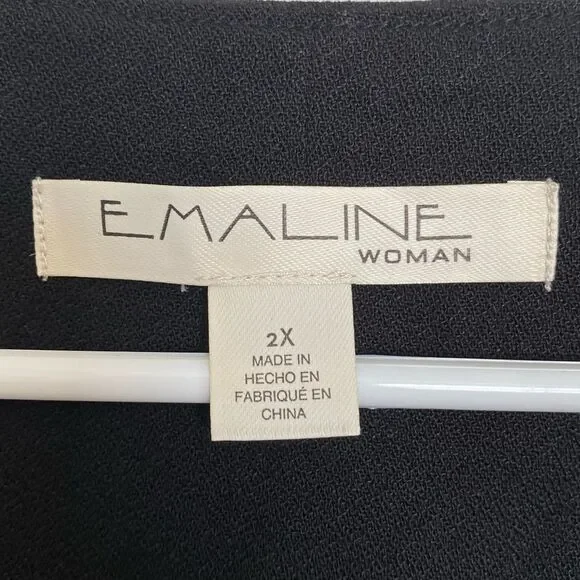 EMALINE
WOMAN
2X
MADE IN
HECHO EN
FABRIQUÉ EN
CHINA